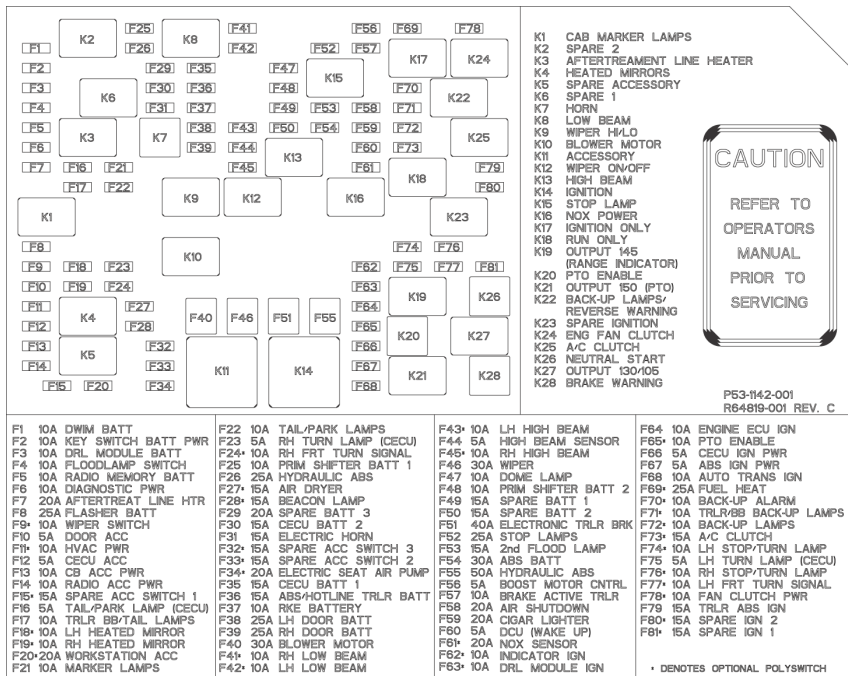 F25 F41 F56 F69 F78
K2 K8
F1 F26 F42 F52 F57
K17 K24
F2 F29 F35 F47
K15
F3 F30 F36 F48 F70
K6 K22
F4 F31 F37 F49 F53 F58 F71
F5 F38 F43 F50 F54 F59 F72
K3 K7 K25
F6 F39 F44 F60 F73
K13
F7 F16 F21 F45 F61 F79
K18
F17 F22 F80
K9 K12 K16
K1 K23
F8 F74 F76
K10
F9 F18 F23 F62 F75 F77 F81
F10 F19 F24 F63
K19 K26
F11 F27 F64
K4 F40 F46 F51 F55
F12 F28 F65
K20 K27
F13 F32 F66
K5
F14 F33 F67
K11 K14 K21 K28
F15 F20 F34 F68
K1 CAB MARKER LAMPS
K2 SPARE 2
K3 AFTERTREAMENT LINE HEATER
K4 HEATED MIRRORS
K5 SPARE ACCESSORY
K6 SPARE 1
K7 HORN
K8 LOW BEAM
K9 WIPER HI/LO
K10 BLOWER MOTOR
K11 ACCESSORY
K12 WIPER ON/OFF
K13 HIGH BEAM
K14 IGNITION
K15 STOP LAMP
K16 NOX POWER
K17 IGNITION ONLY
K18 RUN ONLY
K19 OUTPUT 145
(RANGE INDICATOR)
K20 PTO ENABLE
K21 OUTPUT 150 (PTO)
K22 BACK-UP LAMPS/
REVERSE WARNING
K23 SPARE IGNITION
K24 ENG FAN CLUTCH
K25 A/C CLUTCH
K26 NEUTRAL START
K27 OUTPUT 130/105
K28 BRAKE WARNING
CAUTION
REFER TO
OPERATORS
MANUAL
PRIOR TO
SERVICING
P53-1142-001
R64819-001 REV. C
F1 10A DWIM BATT
F2 10A KEY SWITCH BATT PWR
F3 10A DRL MODULE BATT
F4 10A FLOODLAMP SWITCH
F5 10A RADIO MEMORY BATT
F6 10A DIAGNOSTIC PWR
F7 20A AFTERTREAT LINE HTR
F8 25A FLASHER BATT
F9* 10A WIPER SWITCH
F10 5A DOOR ACC
F11* 10A HVAC PWR
F12 5A CECU ACC
F13 10A CB ACC PWR
F14 10A RADIO ACC PWR
F15* 15A SPARE ACC SWITCH 1
F16 5A TAIL/PARK LAMP (CECU)
F17 10A TRLR BB/TAIL LAMPS
F18* 10A LH HEATED MIRROR
F19* 10A RH HEATED MIRROR
F20* 20A WORKSTATION ACC
F21 10A MARKER LAMPS
F22 10A TAIL/PARK LAMPS
F23 5A RH TURN LAMP (CECU)
F24* 10A RH FRT TURN SIGNAL
F25 10A PRIM SHIFTER BATT 1
F26 25A HYDRAULIC ABS
F27* 15A AIR DRYER
F28* 15A BEACON LAMP
F29 20A SPARE BATT 3
F30 15A CECU BATT 2
F31 15A ELECTRIC HORN
F32* 15A SPARE ACC SWITCH 3
F33* 15A SPARE ACC SWITCH 2
F34* 20A ELECTRIC SEAT AIR PUMP
F35 15A CECU BATT 1
F36 15A ABS/HOTLINE TRLR BATT
F37 10A RKE BATTERY
F38 25A LH DOOR BATT
F39 25A RH DOOR BATT
F40 30A BLOWER MOTOR
F41* 10A RH LOW BEAM
F42* 10A LH LOW BEAM
F43* 10A LH HIGH BEAM
F44 5A HIGH BEAM SENSOR
F45* 10A RH HIGH BEAM
F46 30A WIPER
F47 10A DOME LAMP
F48 10A PRIM SHIFTER BATT 2
F49 15A SPARE BATT 1
F50 15A SPARE BATT 2
F51 40A ELECTRONIC TRLR BRK
F52 25A STOP LAMPS
F53 15A 2nd FLOOD LAMP
F54 30A ABS BATT
F55 50A HYDRAULIC ABS
F56 5A BOOST MOTOR CNTRL
F57 10A BRAKE ACTIVE TRLR
F58 20A AIR SHUTDOWN
F59 20A CIGAR LIGHTER
F60 5A DCU (WAKE UP)
F61* 20A NOX SENSOR
F62* 10A INDICATOR IGN
F63* 10A DRL MODULE IGN
F64 10A ENGINE ECU IGN
F65* 10A PTO ENABLE
F66 5A CECU IGN PWR
F67 5A ABS IGN PWR
F68 10A AUTO TRANS IGN
F69* 25A FUEL HEAT
F70* 10A BACK-UP ALARM
F71* 10A TRLR/BB BACK-UP LAMPS
F72* 10A BACK-UP LAMPS
F73* 15A A/C CLUTCH
F74* 10A LH STOP/TURN LAMP
F75 5A LH TURN LAMP (CECU)
F76* 10A RH STOP/TURN LAMP
F77* 10A LH FRT TURN SIGNAL
F78* 10A FAN CLUTCH PWR
F79 15A TRLR ABS IGN
F80* 15A SPARE IGN 2
F81* 15A SPARE IGN 1
* DENOTES OPTIONAL POLYSWITCH